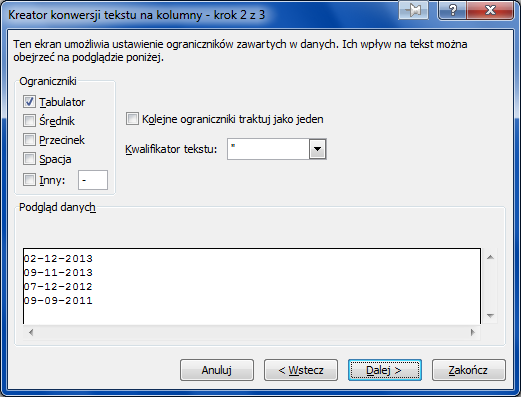 Kreator konwersji tekstu na kolumny - krok 2 z 3
Ten ekran umożliwia ustawienie ograniczników zawartych w danych. Ich wpływ na tekst można
obejrzeć na podglądzie poniżej.
Ograniczniki
Tabulator
Średnik
Przecinek
Spacja
Inny: -
Kolejne ograniczniki traktuj jako jeden
Kwalifikator tekstu: "
Podgląd danych
02-12-2013
09-11-2013
07-12-2012
09-09-2011
Anuluj < Wstecz Dalej > Zakończ